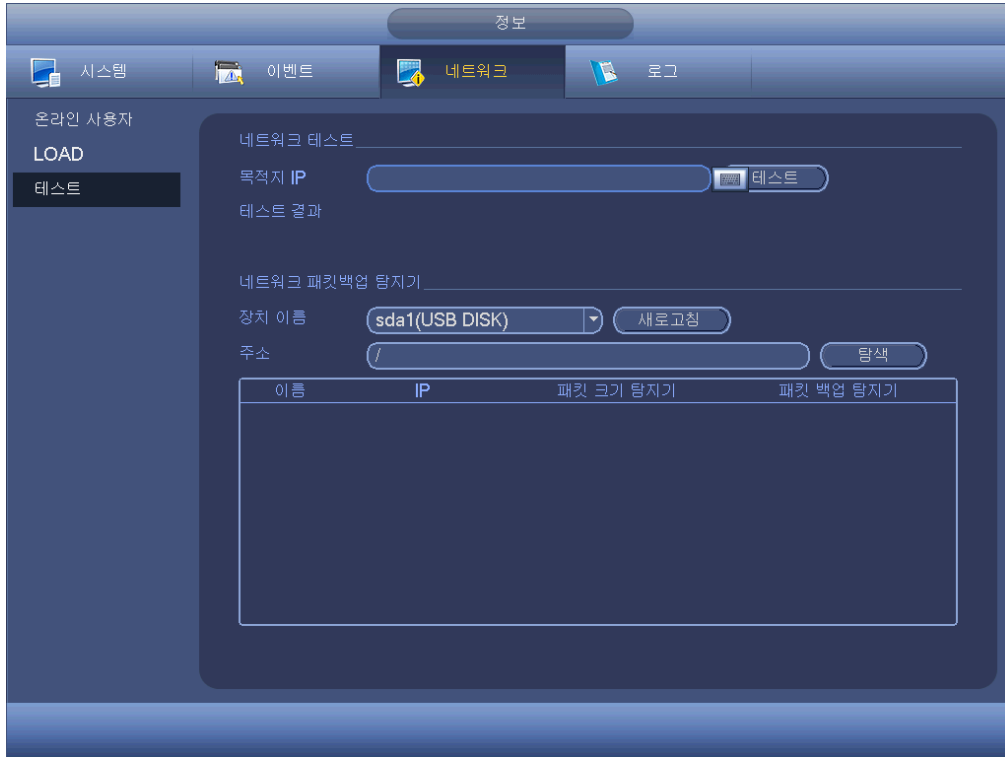 정보
시스템 이벤트 네트워크 로그
온라인 사용자
LOAD
테스트
네트워크 테스트
목적지 IP 테스트
테스트 결과
네트워크 패킷백업 탐지기
장치 이름 sda1(USB DISK) 새로고침
주소 / 탐색
이름 IP 패킷 크기 탐지기 패킷 백업 탐지기